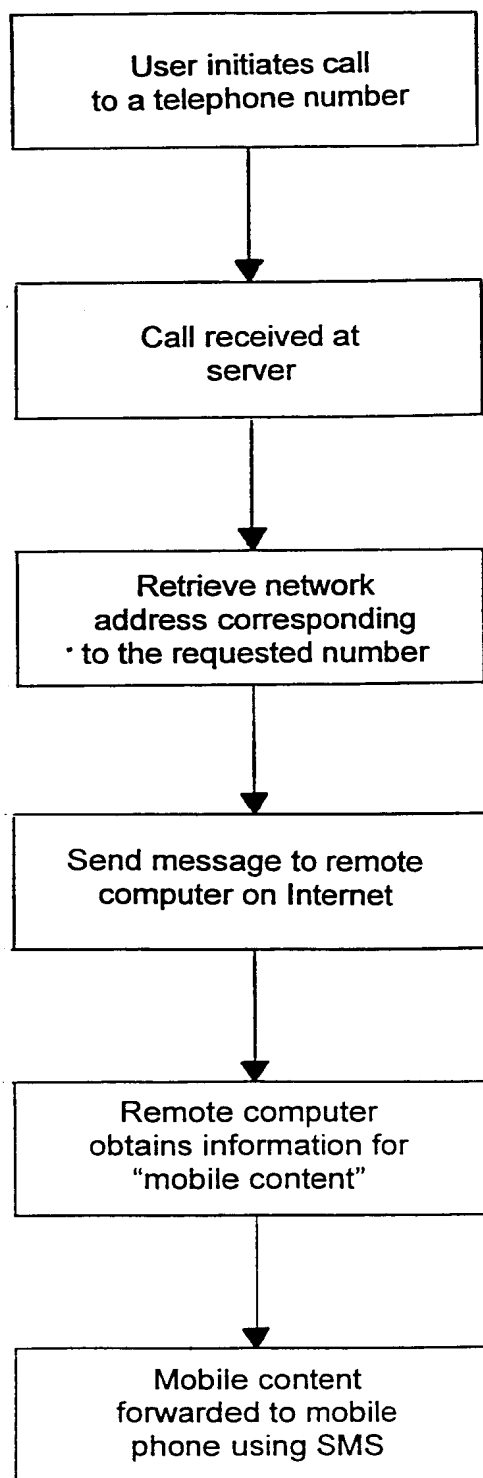 User initiates call
to a telephone number
Call received at
server
Retrieve network
address corresponding
to the requested number
Send message to remote
computer on Internet
Remote computer
obtains information for
“mobile content”
Mobile content
forwarded to mobile
phone using SMS